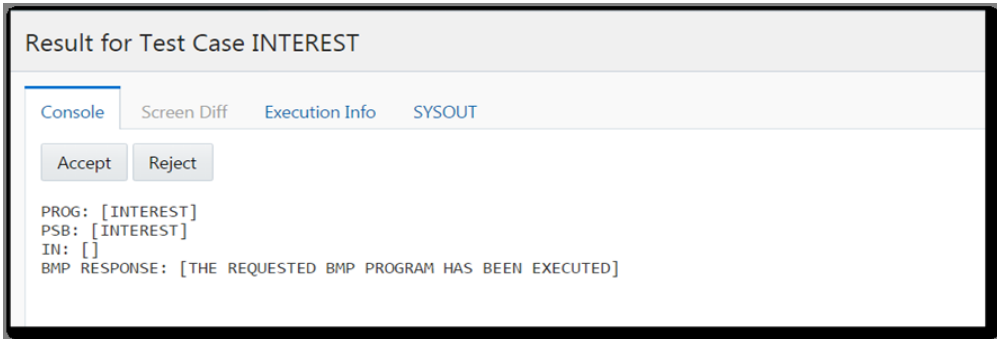 Result for Test Case INTEREST
Console Screen Diff Execution Info SYSOUT
Accept Reject
PROG: [INTEREST]
PSB: [INTEREST]
IN: []
BMP RESPONSE: [THE REQUESTED BMP PROGRAM HAS BEEN EXECUTED]